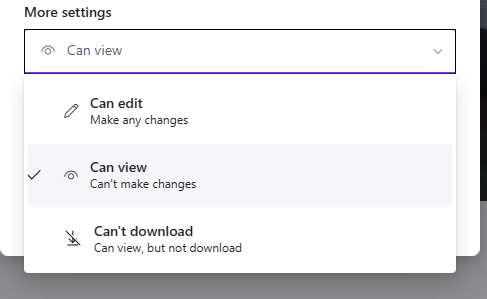 More settings
Can view
Can edit
Make any changes
Can view
Can't make changes
Can't download
Can view, but not download